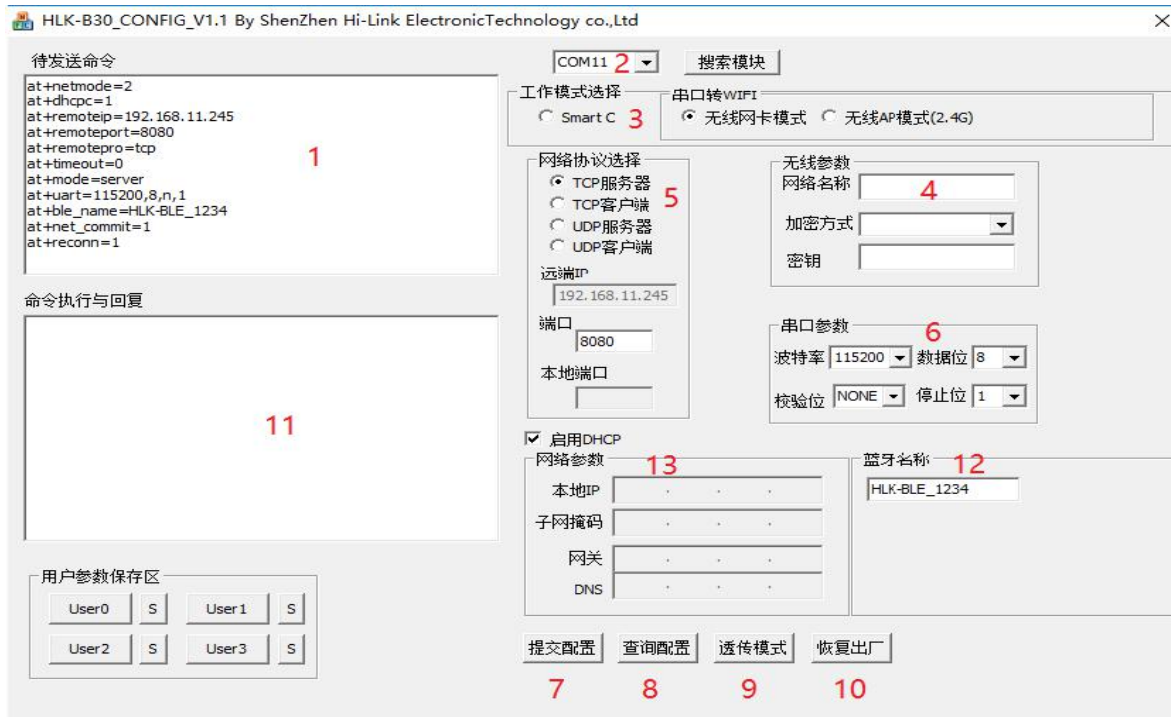 HLK-B30_CONFIG_V1.1 By ShenZhen Hi-Link ElectronicTechnology co.,Ltd
待发送命令
at+netmode=2
at+dhcpc=1
at+remoteip=192.168.11.245
at+remoteport=8080
at+remotepro=tcp
at+timeout=0
at+mode=server
at+uart=115200,8,n,1
at+ble_name=HLK-BLE_1234
at+net_commit=1
at+reconn=1
1
命令执行与回复
11
用户参数保存区
User0 S User1 S
User2 S User3 S
COM11 2 搜索模块
工作模式选择
Smart C 3
串口转WIFI
无线网卡模式 无线AP模式(2.4G)
网络协议选择
TCP服务器
TCP客户端
UDP服务器
UDP客户端
5
远端IP
192.168.11.245
端口
8080
本地端口
无线参数
网络名称 4
加密方式
密钥
串口参数 6
波特率 115200 数据位 8
校验位 NONE 停止位 1
启用DHCP
网络参数 13
本地IP
子网掩码
网关
DNS
蓝牙名称 12
HLK-BLE_1234
提交配置 查询配置 透传模式 恢复出厂
7 8 9 10